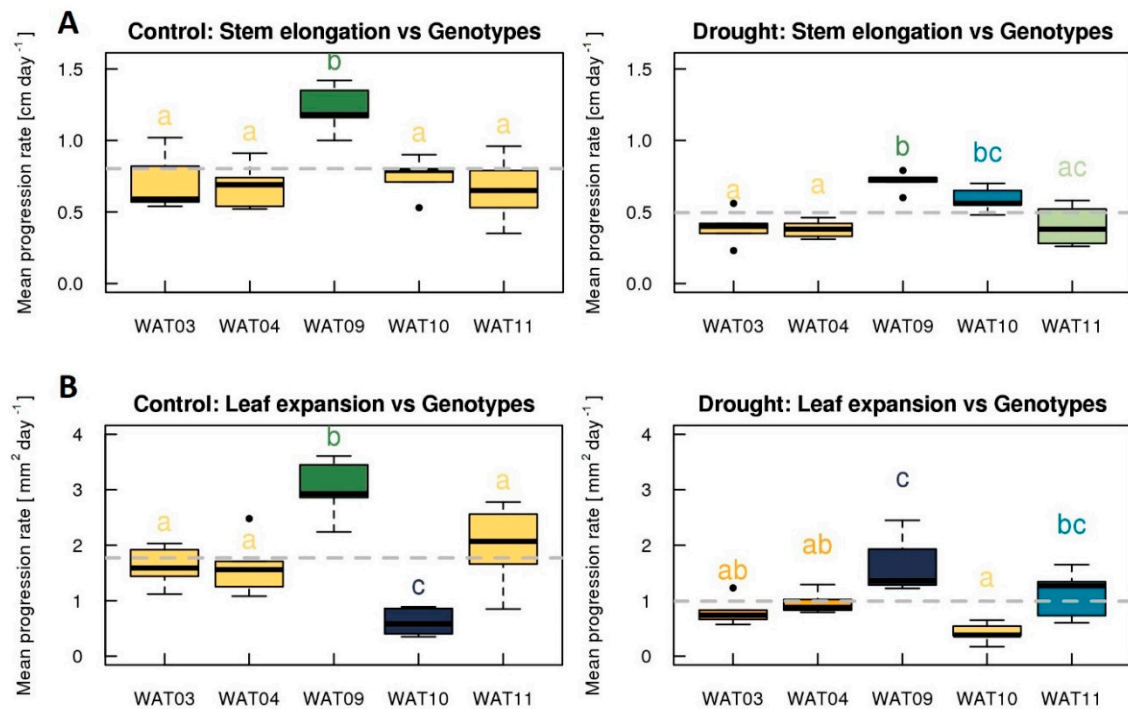 A
Control: Stem elongation vs Genotypes
Mean progression rate [cm day⁻¹]
1.5
1.0
0.5
0.0
a
a
b
a
a
WAT03 WAT04 WAT09 WAT10 WAT11
Drought: Stem elongation vs Genotypes
Mean progression rate [cm day⁻¹]
1.5
1.0
0.5
0.0
a
a
b
bc
ac
WAT03 WAT04 WAT09 WAT10 WAT11
B
Control: Leaf expansion vs Genotypes
Mean progression rate [ mm² day⁻¹]
4
3
2
1
0
a
a
b
c
a
WAT03 WAT04 WAT09 WAT10 WAT11
Drought: Leaf expansion vs Genotypes
Mean progression rate [ mm² day⁻¹]
4
3
2
1
0
ab
ab
c
a
bc
WAT03 WAT04 WAT09 WAT10 WAT11